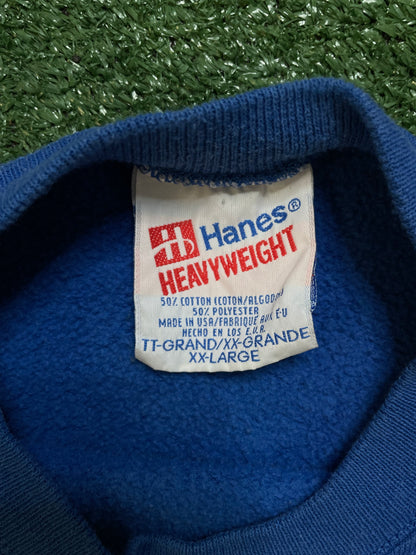 H Hanes®
HEAVYWEIGHT
50% COTTON (COTON/ALGODON)
50% POLYESTER
MADE IN USA/FABRIQUE AUX É-U
HECHO EN LOS E.U.A.
TT-GRAND/XX-GRANDE
XX-LARGE